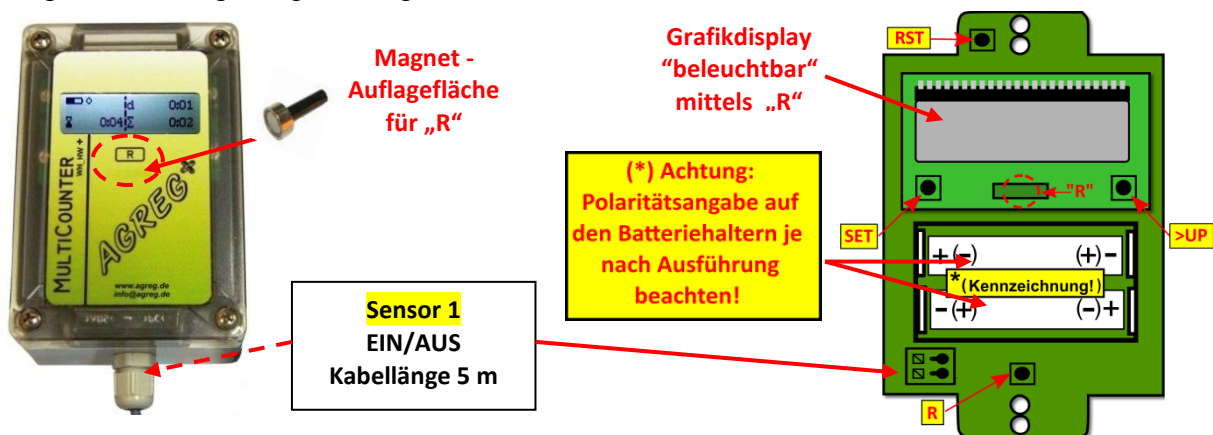 Magnet -
Auflagefläche
für „R“
0:01
0:04 Σ 0:02
R
MULTICOUNTER
WH_HW+
AGREG
www.agreg.de
info@agreg.de
Sensor 1
EIN/AUS
Kabellänge 5 m
Grafikdisplay
“beleuchtbar“
mittels „R“
(*) Achtung:
Polaritätsangabe auf
den Batteriehaltern je
nach Ausführung
beachten!
RST
"R"
SET
>UP
+(-) (+)-
*(Kennzeichnung!)
-(+) (-)+
R